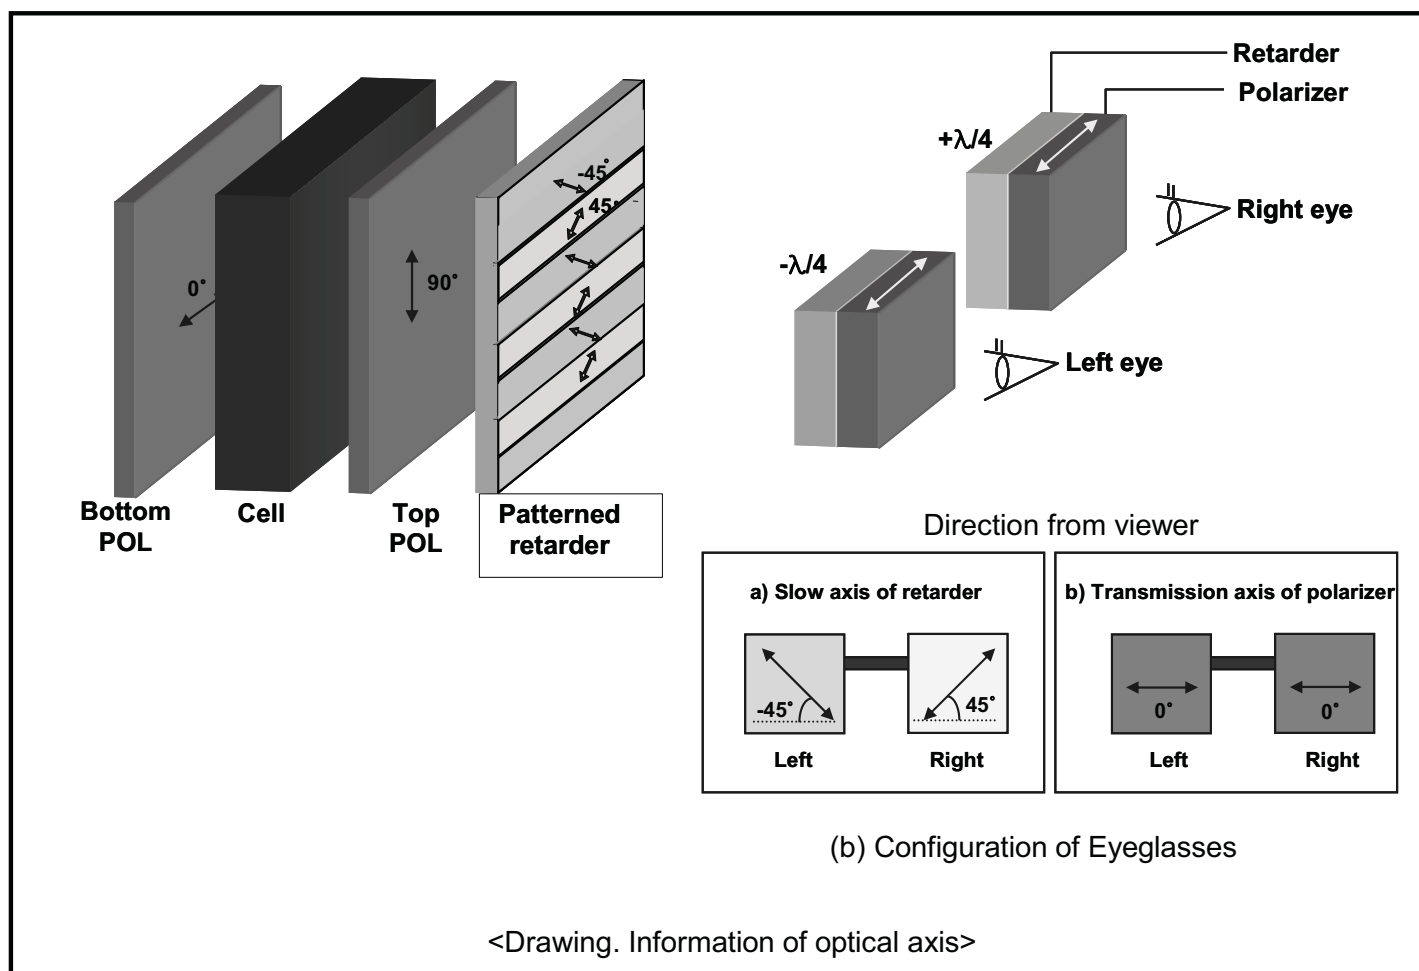 Retarder
Polarizer
+λ/4
-45°
45°
Right eye
-λ/4
0°
90°
Left eye
Bottom
POL
Cell
Top
POL
Patterned
retarder
Direction from viewer
a) Slow axis of retarder
-45°
45°
Left
Right
b) Transmission axis of polarizer
0°
0°
Left
Right
(b) Configuration of Eyeglasses
<Drawing. Information of optical axis>